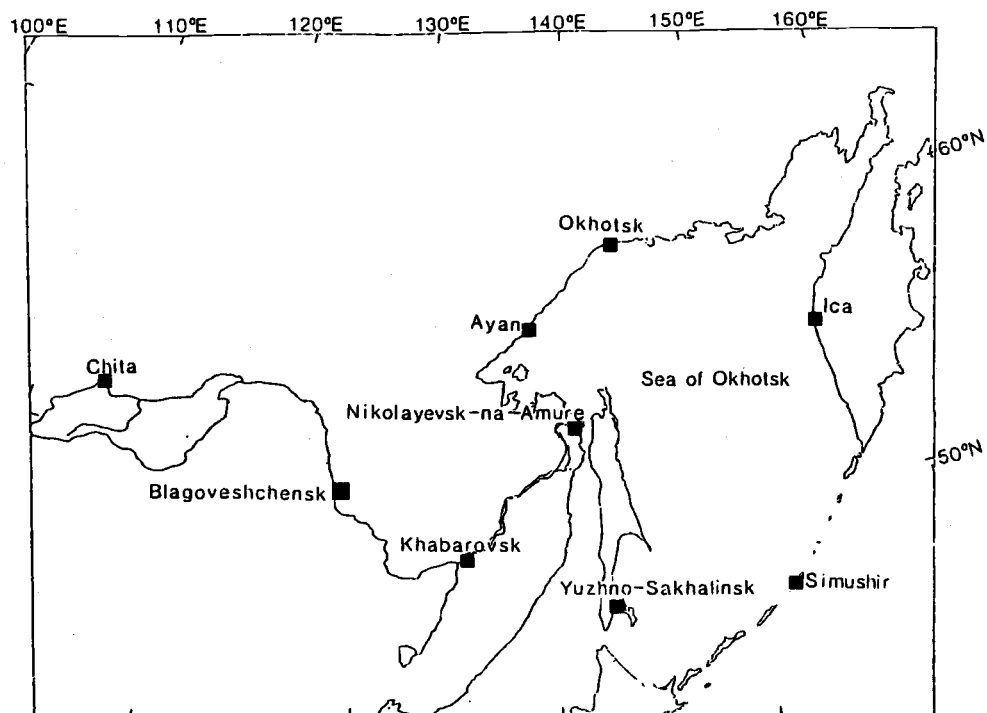 100°E 110°E 120°E 130°E 140°E 150°E 160°E
60°N
Okhotsk
Ica
Ayan
Chita
Sea of Okhotsk
Nikolayevsk-na-Amure
50°N
Blagoveshchensk
Khabarovsk
Simushir
Yuzhno-Sakhalinsk